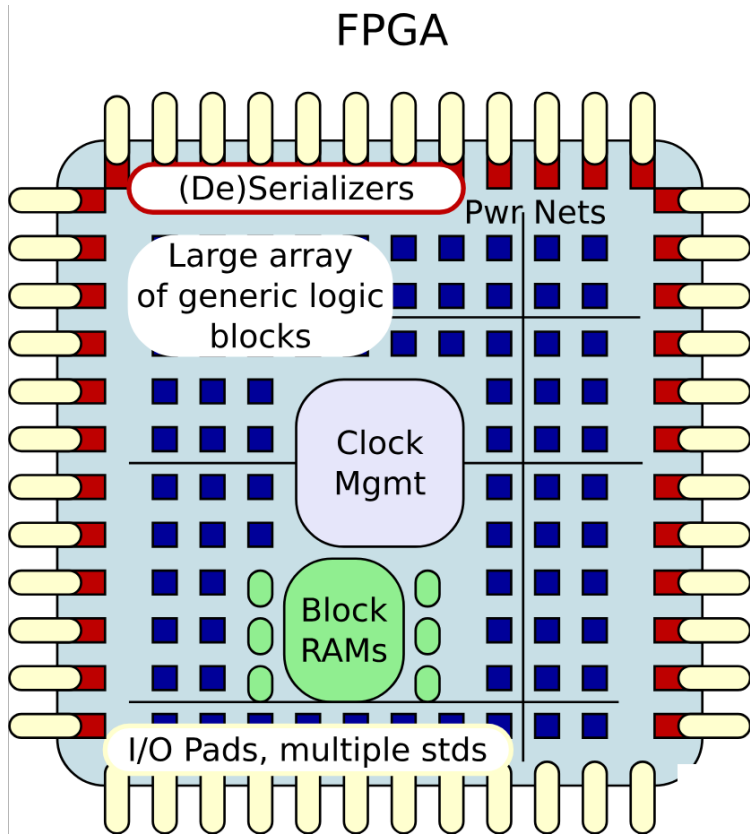 FPGA
(De)Serializers
Pwr Nets
Large array
of generic logic
blocks
Clock
Mgmt
Block
RAMs
I/O Pads, multiple stds